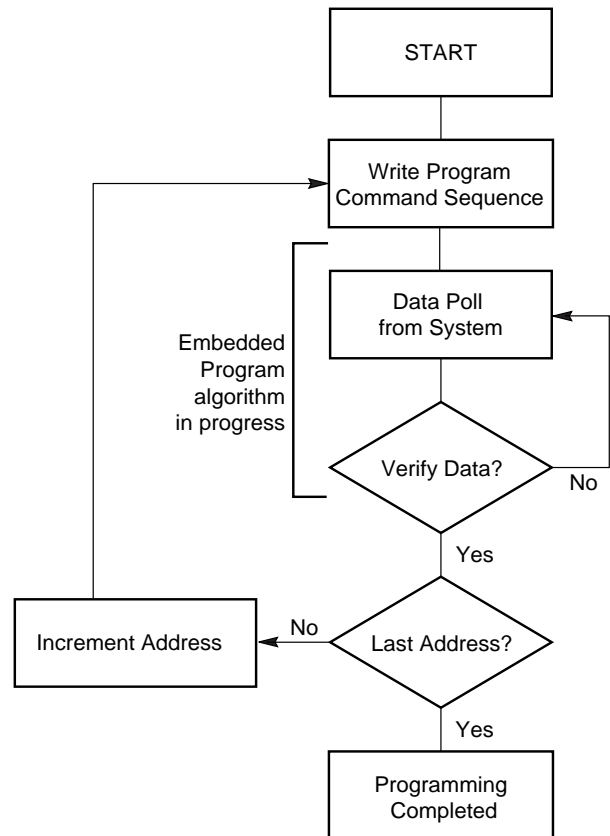 START
Write Program
Command Sequence
Data Poll
from System
Embedded
Program
algorithm
in progress
Verify Data?
No
Yes
Increment Address
No
Last Address?
Yes
Programming
Completed